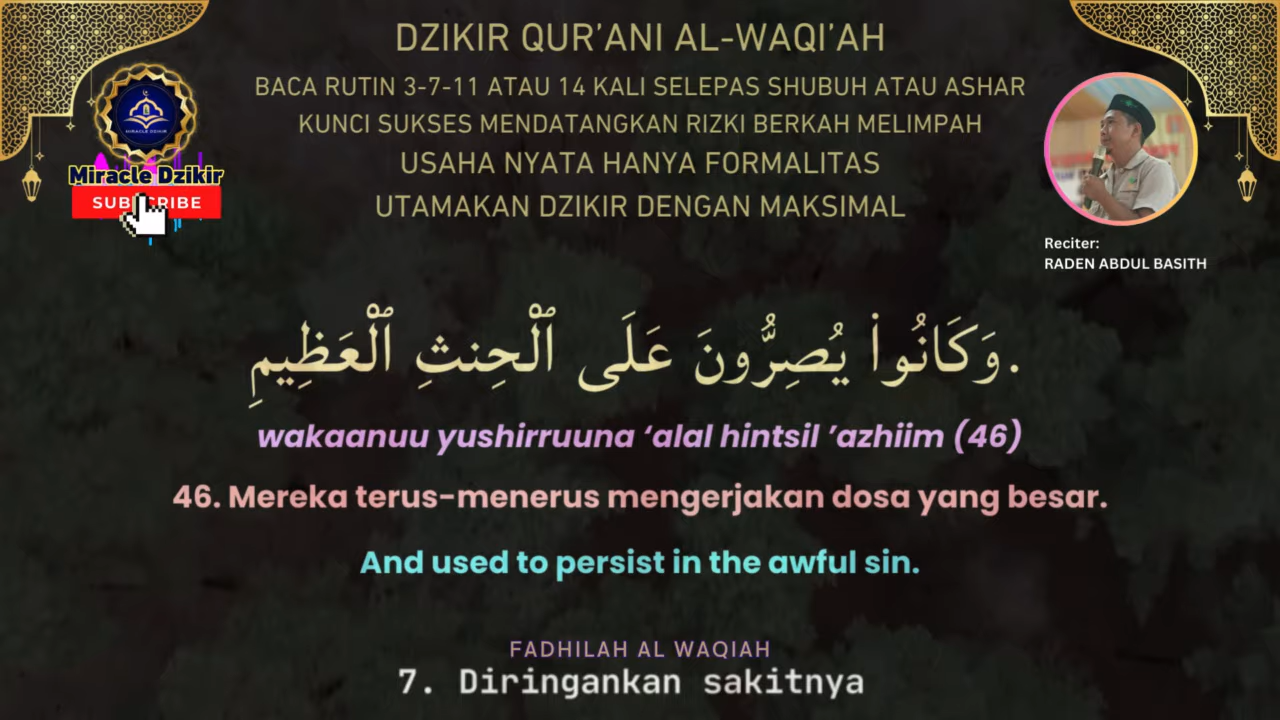 DZIKIR QUR'ANI AL-WAQI'AH
BACA RUTIN 3-7-11 ATAU 14 KALI SELEPAS SHUBUH ATAU ASHAR
KUNCI SUKSES MENDATANGKAN RIZKI BERKAH MELIMPAH
USAHA NYATA HANYA FORMALITAS
UTAMAKAN DZIKIR DENGAN MAKSIMAL
MIRACLE DZIKIR
Miracle Dzikir
SUBSCRIBE
Reciter:
RADEN ABDUL BASITH
وَكَانُوا۟ يُصِرُّونَ عَلَى ٱلْحِنثِ ٱلْعَظِيمِ.
wakaanuu yushirruuna ‘alal hintsil ’azhiim (46)
46. Mereka terus-menerus mengerjakan dosa yang besar.
And used to persist in the awful sin.
FADHILAH AL WAQIAH
7. Diringankan sakitnya